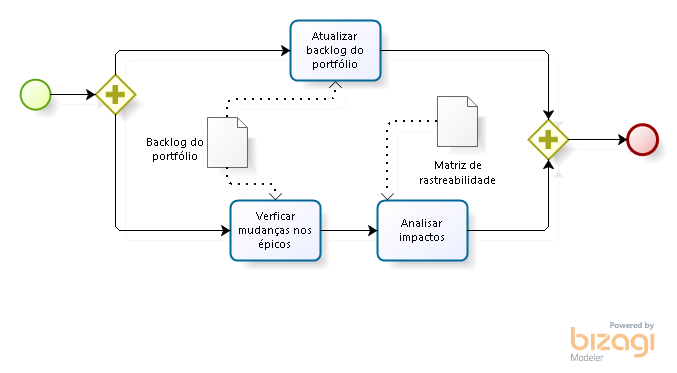 Atualizar
backlog do
portfólio
Backlog do
portfólio
Matriz de
rastreabilidade
Verficar
mudanças nos
épicos
Analisar
impactos
Powered by
bizagi
Modeler